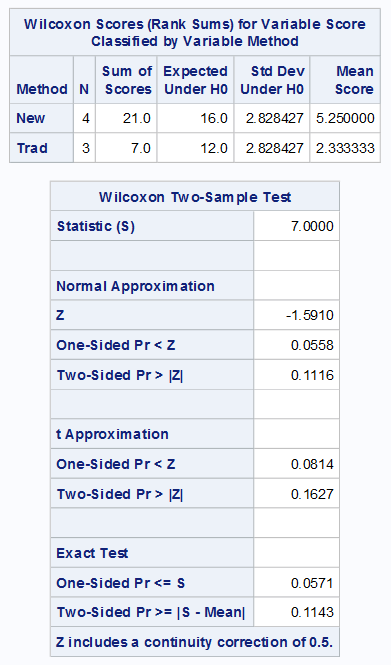 Wilcoxon Scores (Rank Sums) for Variable Score
Classified by Variable Method
Method N Sum of Scores Expected Under H0 Std Dev Under H0 Mean Score
New 4 21.0 16.0 2.828427 5.250000
Trad 3 7.0 12.0 2.828427 2.333333
Wilcoxon Two-Sample Test
Statistic (S) 7.0000
Normal Approximation
Z -1.5910
One-Sided Pr < Z 0.0558
Two-Sided Pr > |Z| 0.1116
t Approximation
One-Sided Pr < Z 0.0814
Two-Sided Pr > |Z| 0.1627
Exact Test
One-Sided Pr <= S 0.0571
Two-Sided Pr >= |S - Mean| 0.1143
Z includes a continuity correction of 0.5.